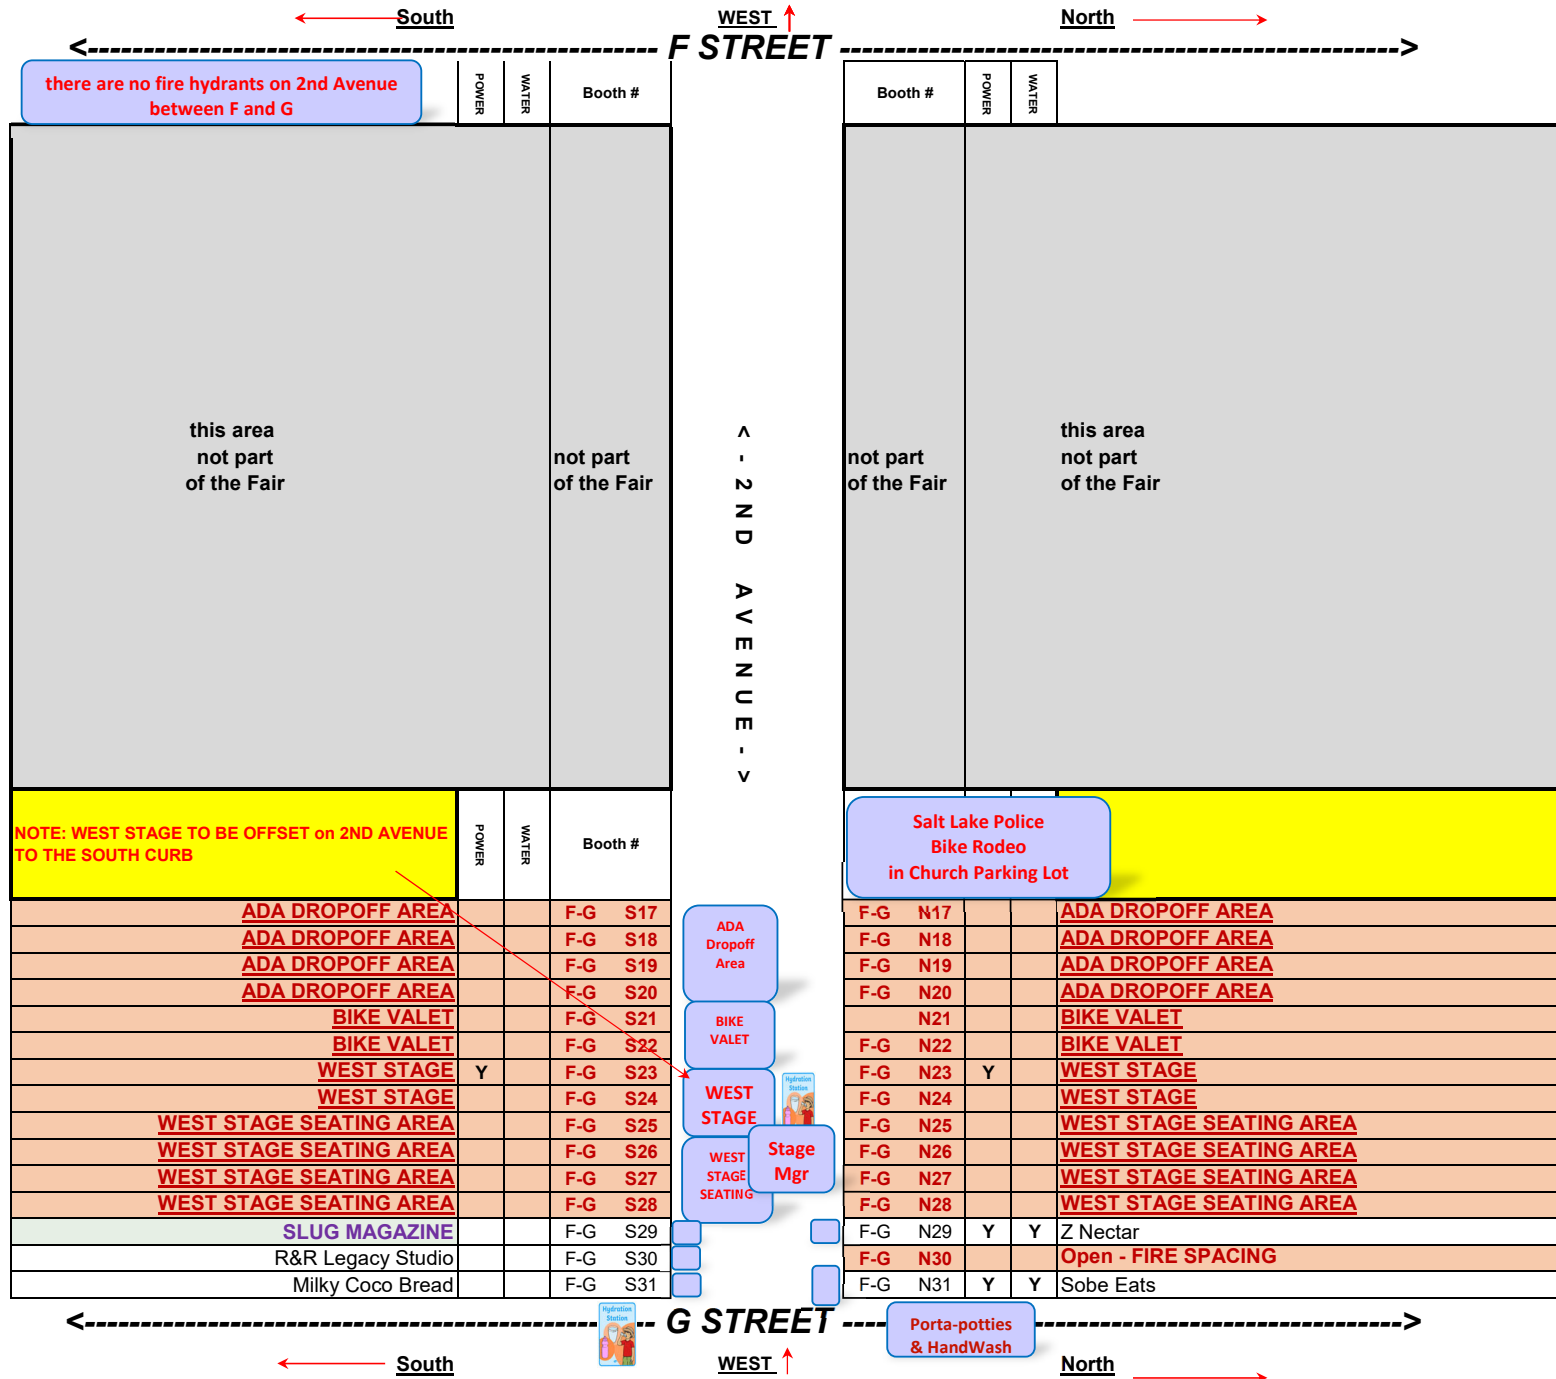 South WEST North
<------------------------------------------------------ F STREET ------------------------------------------------------>
there are no fire hydrants on 2nd Avenue
between F and G
POWER WATER Booth # Booth # POWER WATER
this area
not part
of the Fair
not part
of the Fair
<- 2ND AVENUE ->
not part
of the Fair
this area
not part
of the Fair
NOTE: WEST STAGE TO BE OFFSET on 2ND AVENUE
TO THE SOUTH CURB
POWER WATER Booth #
Salt Lake Police
Bike Rodeo
in Church Parking Lot
ADA DROPOFF AREA F-G S17 F-G N17 ADA DROPOFF AREA
ADA DROPOFF AREA F-G S18 F-G N18 ADA DROPOFF AREA
ADA DROPOFF AREA F-G S19 F-G N19 ADA DROPOFF AREA
ADA DROPOFF AREA F-G S20 F-G N20 ADA DROPOFF AREA
BIKE VALET F-G S21 N21 BIKE VALET
BIKE VALET F-G S22 F-G N22 BIKE VALET
WEST STAGE Y F-G S23 F-G N23 Y WEST STAGE
WEST STAGE F-G S24 F-G N24 WEST STAGE
WEST STAGE SEATING AREA F-G S25 F-G N25 WEST STAGE SEATING AREA
WEST STAGE SEATING AREA F-G S26 F-G N26 WEST STAGE SEATING AREA
WEST STAGE SEATING AREA F-G S27 F-G N27 WEST STAGE SEATING AREA
WEST STAGE SEATING AREA F-G S28 F-G N28 WEST STAGE SEATING AREA
SLUG MAGAZINE F-G S29 F-G N29 Y Y Z Nectar
R&R Legacy Studio F-G S30 F-G N30 Open - FIRE SPACING
Milky Coco Bread F-G S31 F-G N31 Y Y Sobe Eats
ADA
Dropoff
Area
BIKE
VALET
WEST
STAGE
Hydration
Station
Stage
Mgr
WEST
STAGE
SEATING
<------------------------------------------------------ G STREET ------------------------------------------------------>
Hydration
Station
Porta-potties
& HandWash
South WEST North